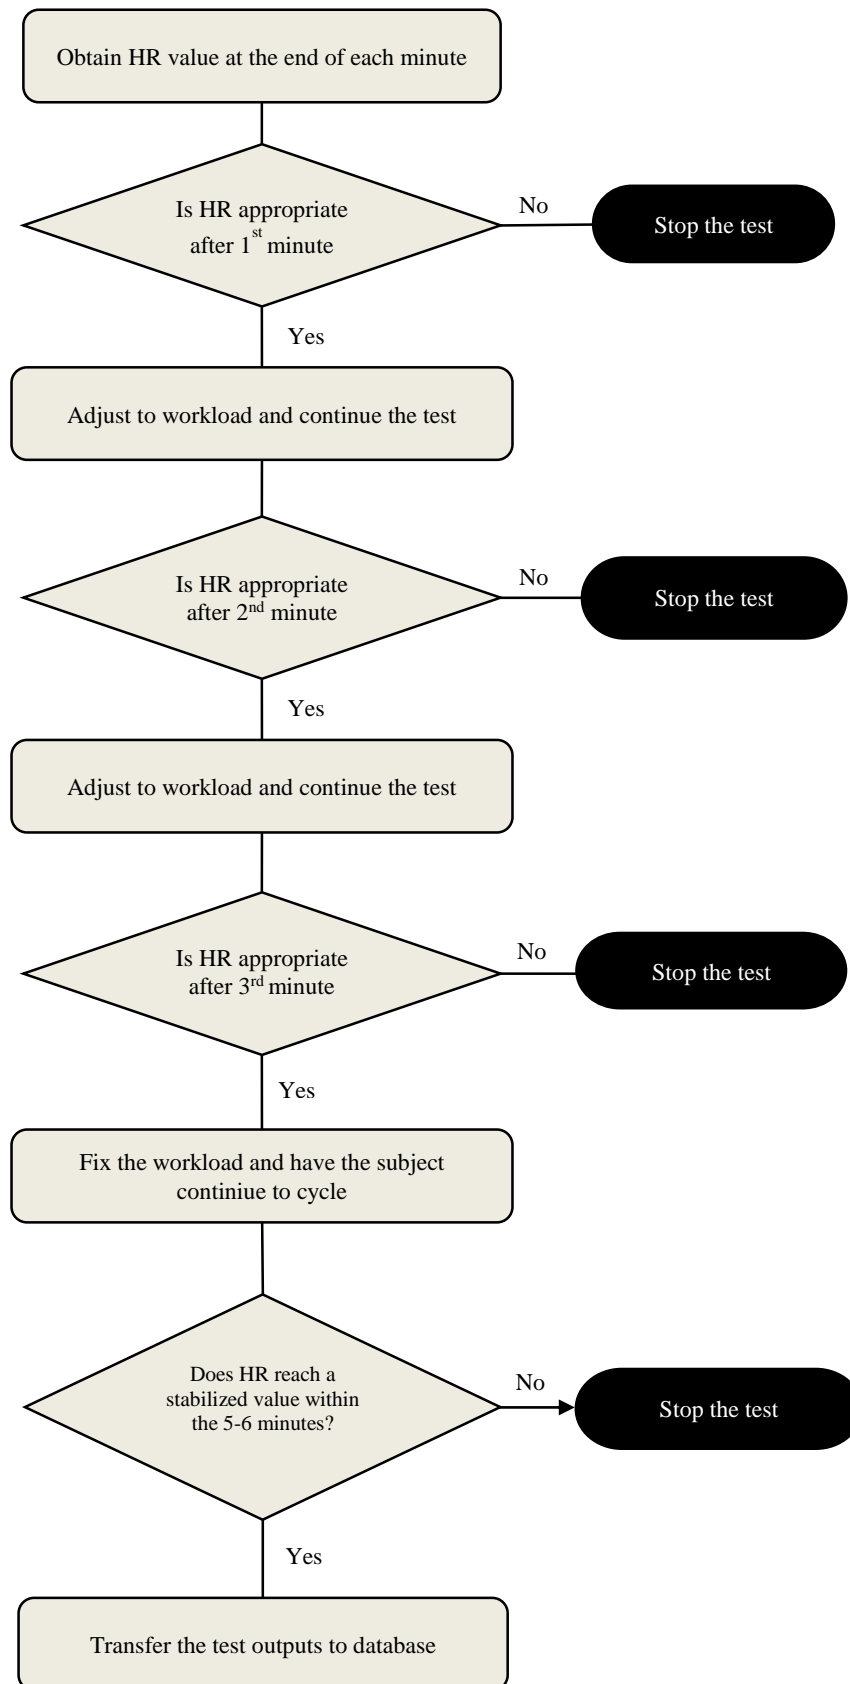 Obtain HR value at the end of each minute
Is HR appropriate
after 1st minute
No
Stop the test
Yes
Adjust to workload and continue the test
Is HR appropriate
after 2nd minute
No
Stop the test
Yes
Adjust to workload and continue the test
Is HR appropriate
after 3rd minute
No
Stop the test
Yes
Fix the workload and have the subject
continiue to cycle
Does HR reach a
stabilized value within
the 5-6 minutes?
No
Stop the test
Yes
Transfer the test outputs to database